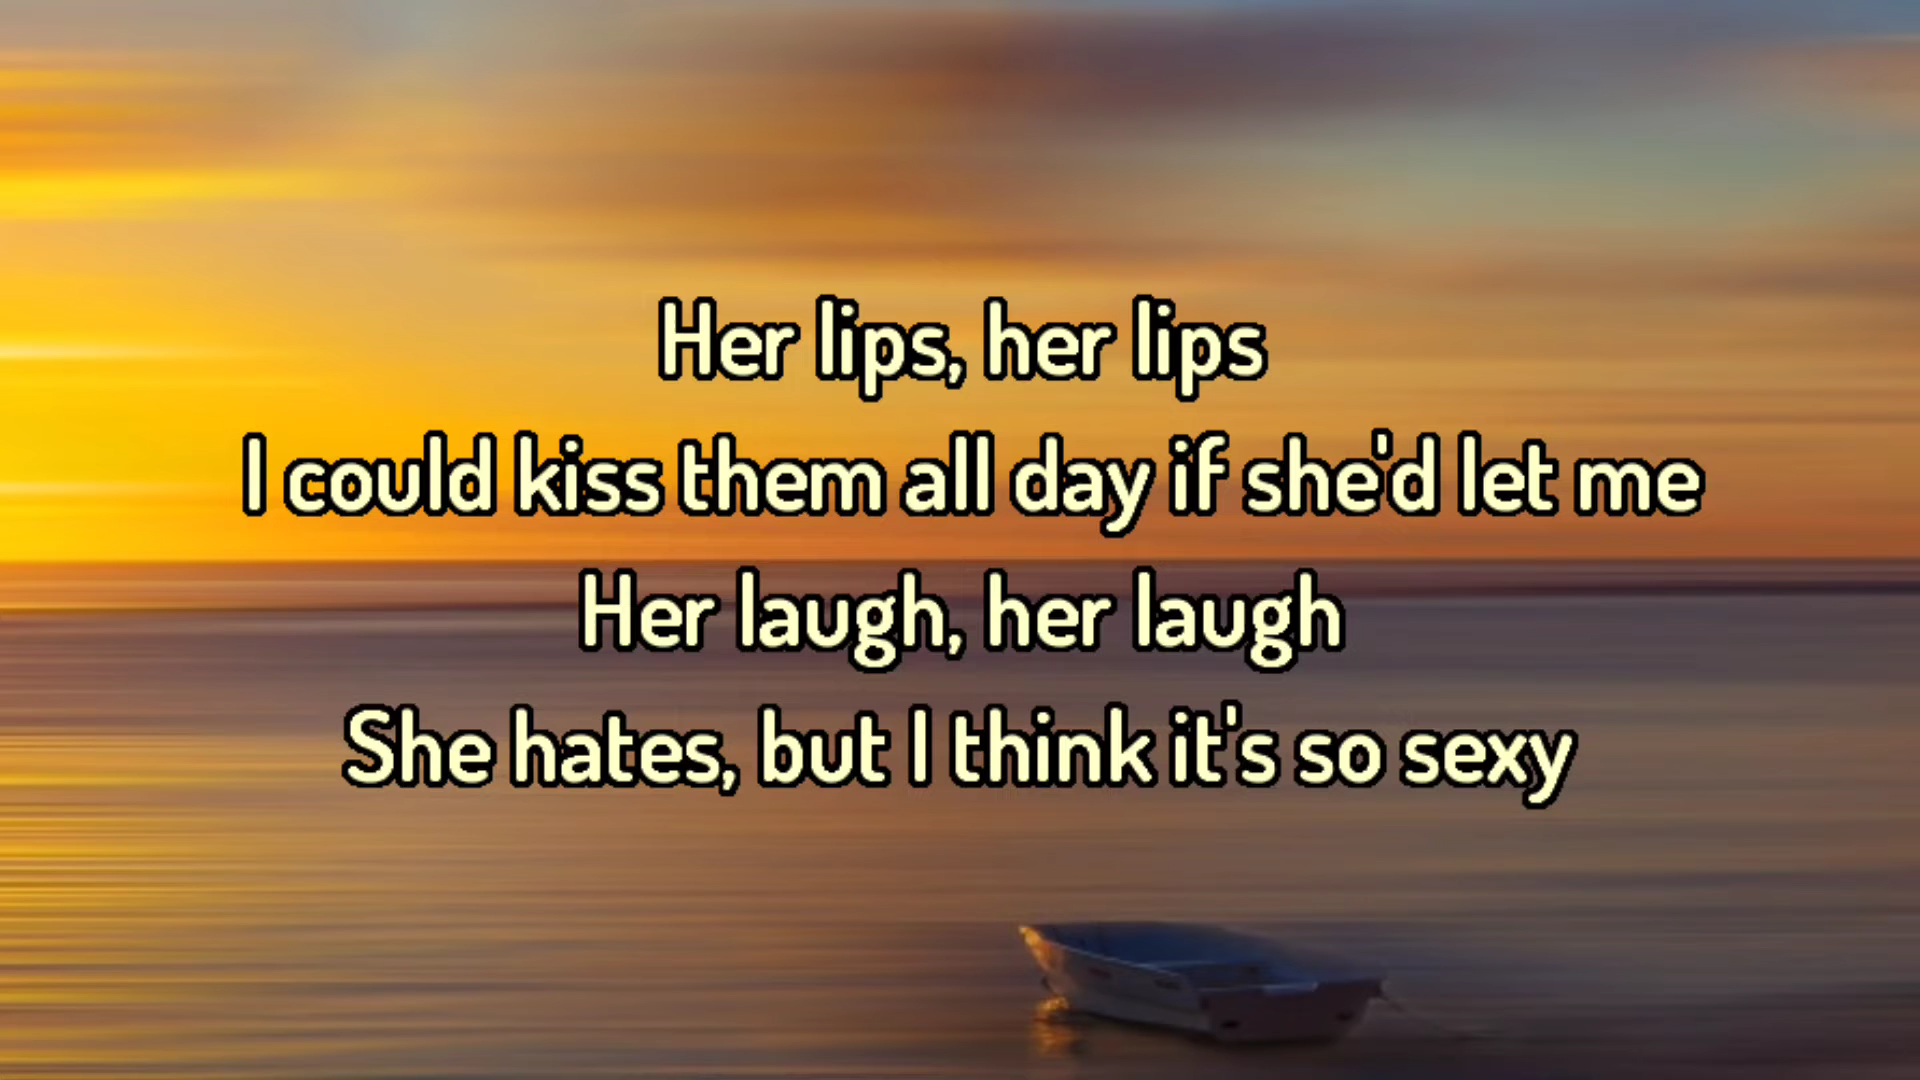 Her lips, her lips
I could kiss them all day if she'd let me
Her laugh, her laugh
She hates, but I think it's so sexy